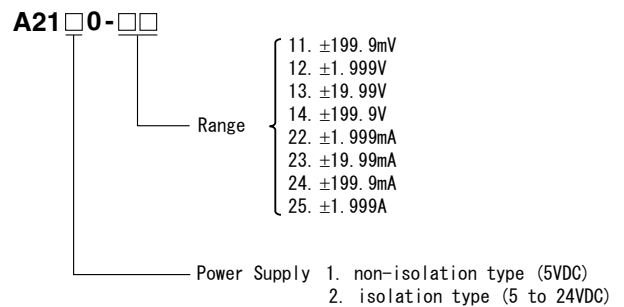 A21□0-□□
11. ±199.9mV
12. ±1.999V
13. ±19.99V
14. ±199.9V
Range
22. ±1.999mA
23. ±19.99mA
24. ±199.9mA
25. ±1.999A
Power Supply 1. non-isolation type (5VDC)
2. isolation type (5 to 24VDC)